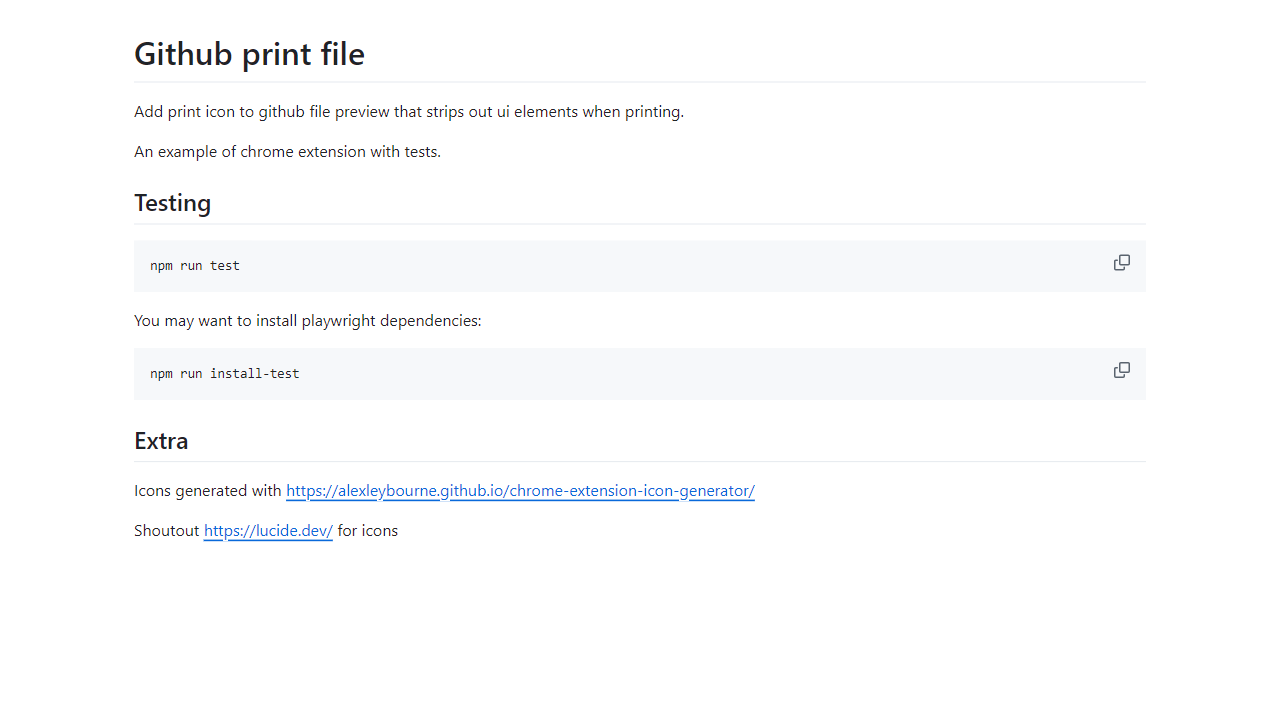 Github print file
Add print icon to github file preview that strips out ui elements when printing.
An example of chrome extension with tests.
Testing
npm run test
You may want to install playwright dependencies:
npm run install-test
Extra
Icons generated with https://alexleybourne.github.io/chrome-extension-icon-generator/
Shoutout https://lucide.dev/ for icons